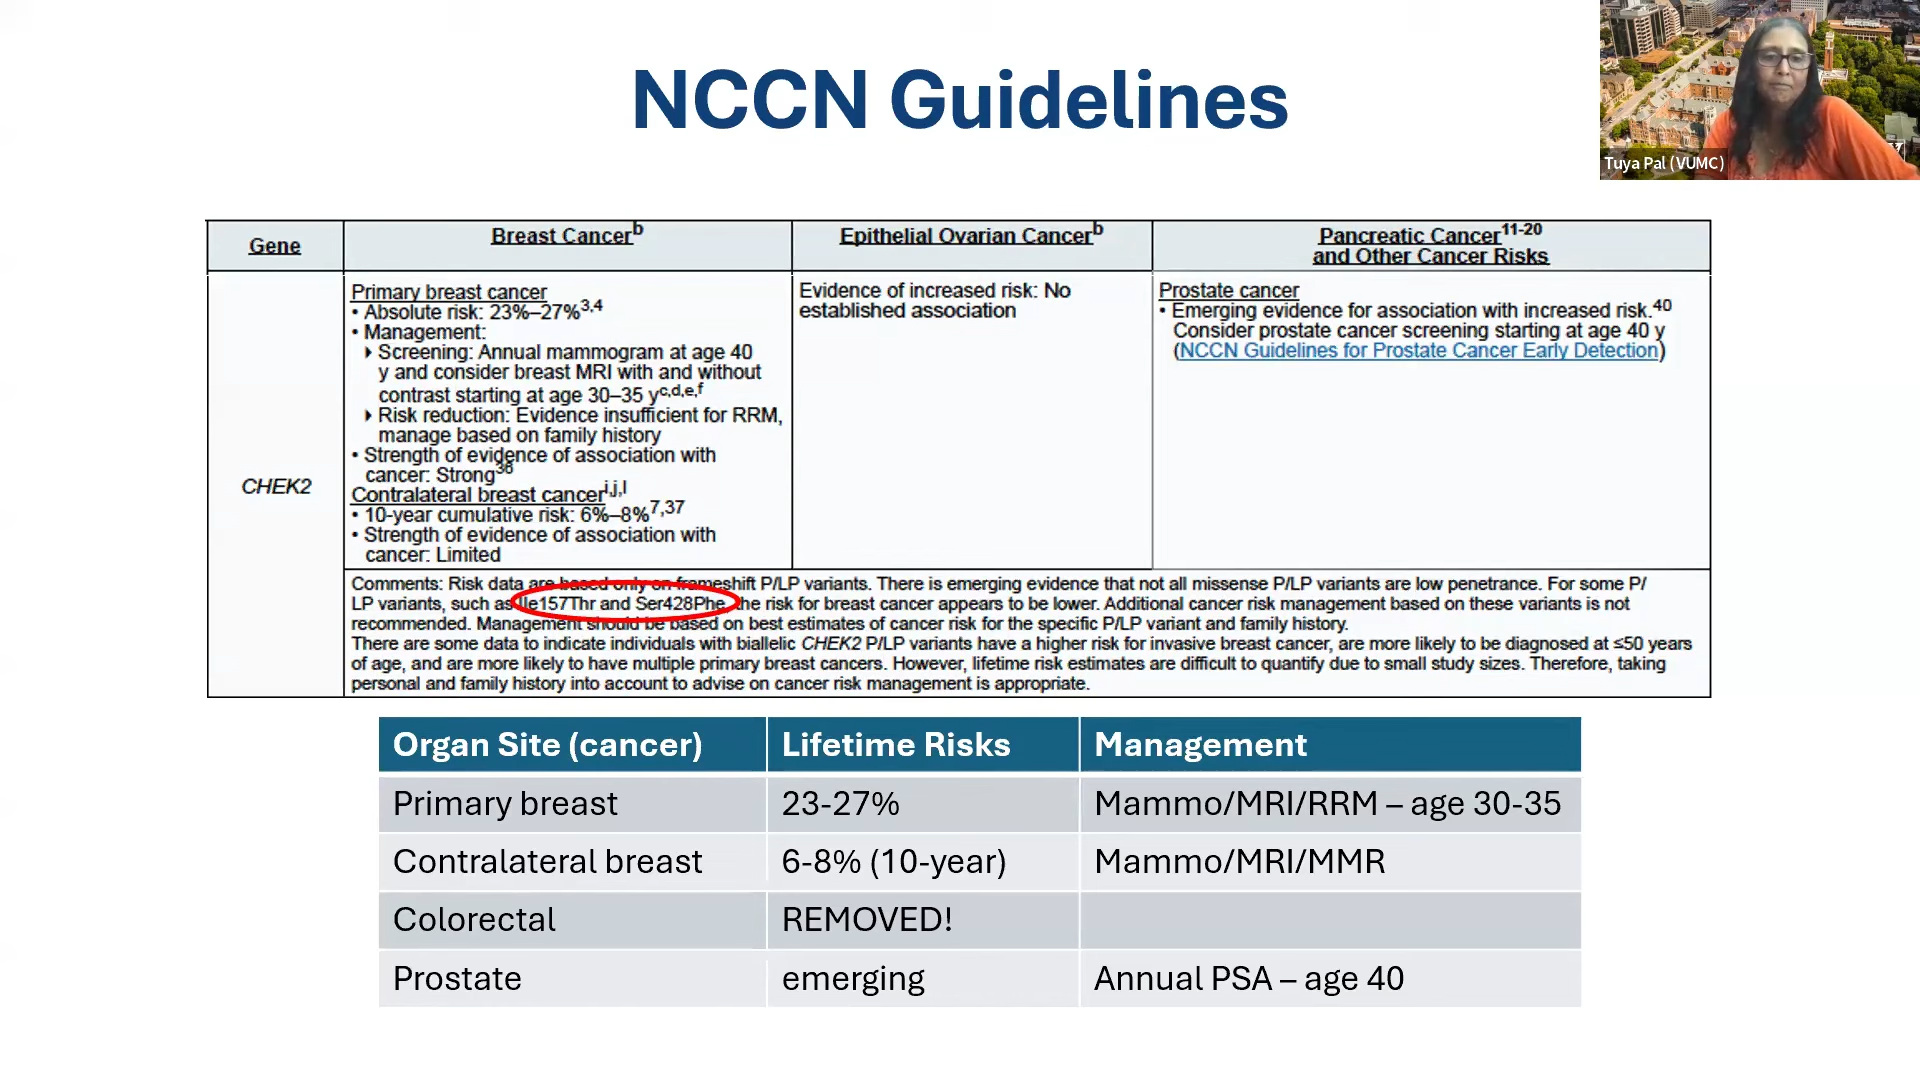 NCCN Guidelines
Tuya Pal (VUMC)
Gene
Breast Cancerᵇ
Epithelial Ovarian Cancerᵇ
Pancreatic Cancer¹¹⁻²⁰
and Other Cancer Risks
CHEK2
Primary breast cancer
• Absolute risk: 23%–27%³,⁴
• Management:
Screening: Annual mammogram at age 40
y and consider breast MRI with and without
contrast starting at age 30–35 yᶜ,ᵈ,ᵉ,ᶠ
Risk reduction: Evidence insufficient for RRM,
manage based on family history
• Strength of evidence of association with
cancer: Strong³⁸
Contralateral breast cancerⁱ,ʲ,ˡ
• 10-year cumulative risk: 6%–8%⁷,³⁷
• Strength of evidence of association with
cancer: Limited
Evidence of increased risk: No
established association
Prostate cancer
• Emerging evidence for association with increased risk.⁴⁰
Consider prostate cancer screening starting at age 40 y
(NCCN Guidelines for Prostate Cancer Early Detection)
Comments: Risk data are based only on frameshift P/LP variants. There is emerging evidence that not all missense P/LP variants are low penetrance. For some P/
LP variants, such as Ile157Thr and Ser428Phe, the risk for breast cancer appears to be lower. Additional cancer risk management based on these variants is not
recommended. Management should be based on best estimates of cancer risk for the specific P/LP variant and family history.
There are some data to indicate individuals with biallelic CHEK2 P/LP variants have a higher risk for invasive breast cancer, are more likely to be diagnosed at ≤50 years
of age, and are more likely to have multiple primary breast cancers. However, lifetime risk estimates are difficult to quantify due to small study sizes. Therefore, taking
personal and family history into account to advise on cancer risk management is appropriate.
Organ Site (cancer) Lifetime Risks Management
Primary breast 23-27% Mammo/MRI/RRM – age 30-35
Contralateral breast 6-8% (10-year) Mammo/MRI/MMR
Colorectal REMOVED!
Prostate emerging Annual PSA – age 40